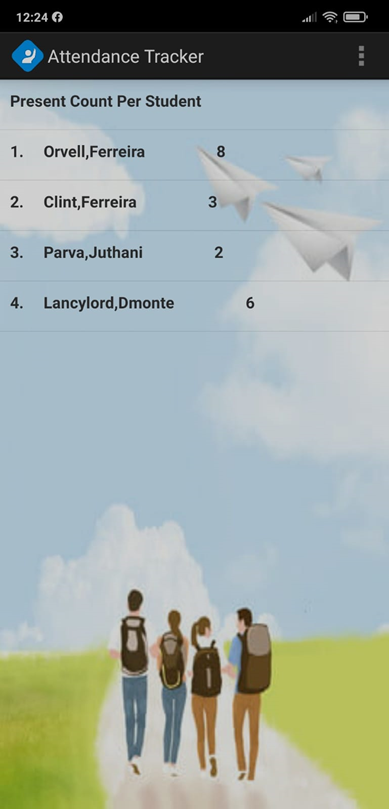 12:24
Attendance Tracker
Present Count Per Student
1. Orvell,Ferreira 8
2. Clint,Ferreira 3
3. Parva,Juthani 2
4. Lancylord,Dmonte 6